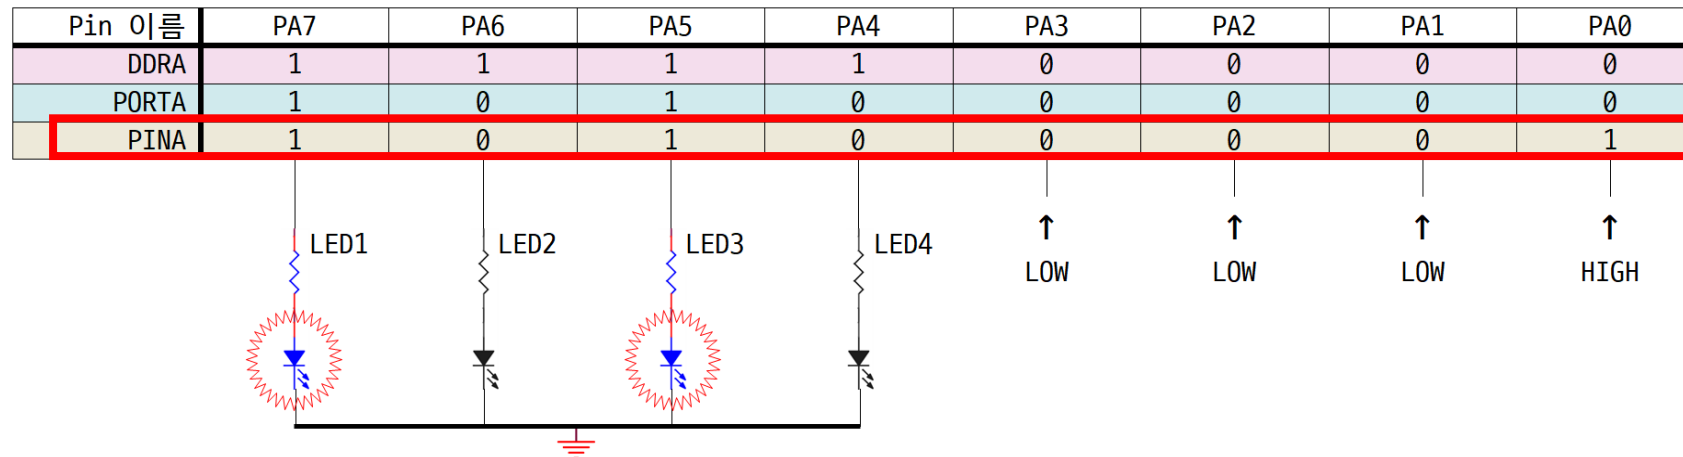 Pin 이름 PA7 PA6 PA5 PA4 PA3 PA2 PA1 PA0
DDRA 1 1 1 1 0 0 0 0
PORTA 1 0 1 0 0 0 0 0
PINA 1 0 1 0 0 0 0 1
LED1 LED2 LED3 LED4 ↑ ↑ ↑ ↑
LOW LOW LOW HIGH